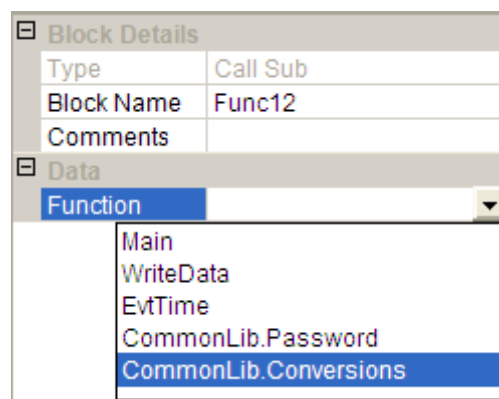 Block Details
Type Call Sub
Block Name Func12
Comments
Data
Function
Main
WriteData
EvtTime
CommonLib.Password
CommonLib.Conversions